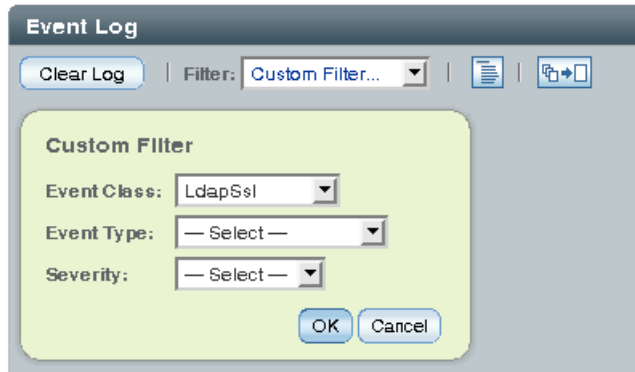 Event Log
Clear Log | Filter: Custom Filter... | |
Custom Filter
Event Class: LdapSsl
Event Type: — Select —
Severity: — Select —
OK Cancel